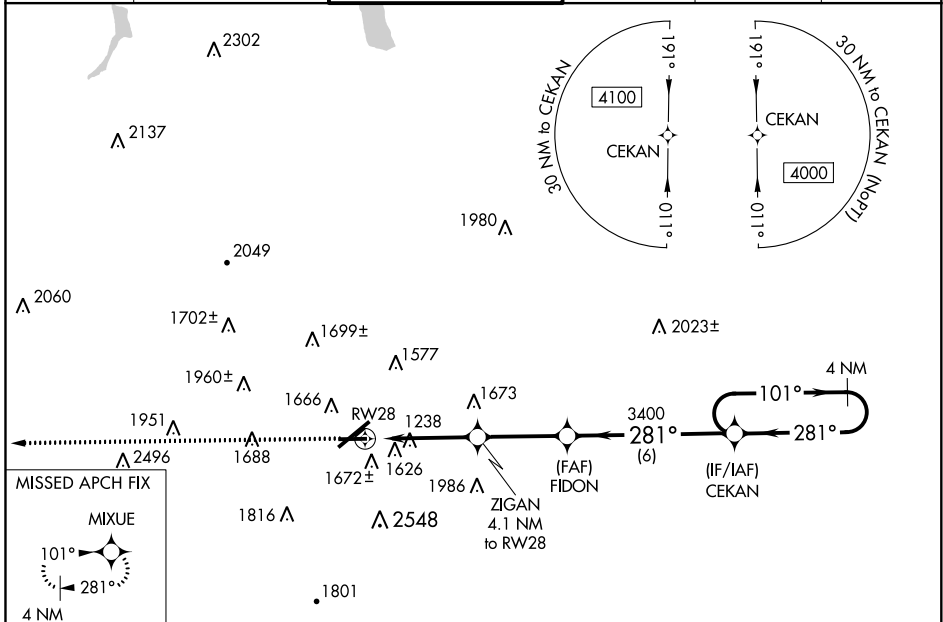 2302
2137
2049
2060
1702±
1699±
1577
1960±
1666
1951
2496
1688
RW28
1238
1672±
1626
1673
1986
1816
2548
1801
1980
2023±
30 NM to CEKAN
4100
191°
CEKAN
011°
191°
CEKAN
4000
011°
30 NM to CEKAN (NoPT)
4 NM
101°
281°
3400
281°
(6)
(IF/IAF)
CEKAN
(FAF)
FIDON
ZIGAN
4.1 NM
to RW28
MISSED APCH FIX
MIXUE
101°
281°
4 NM